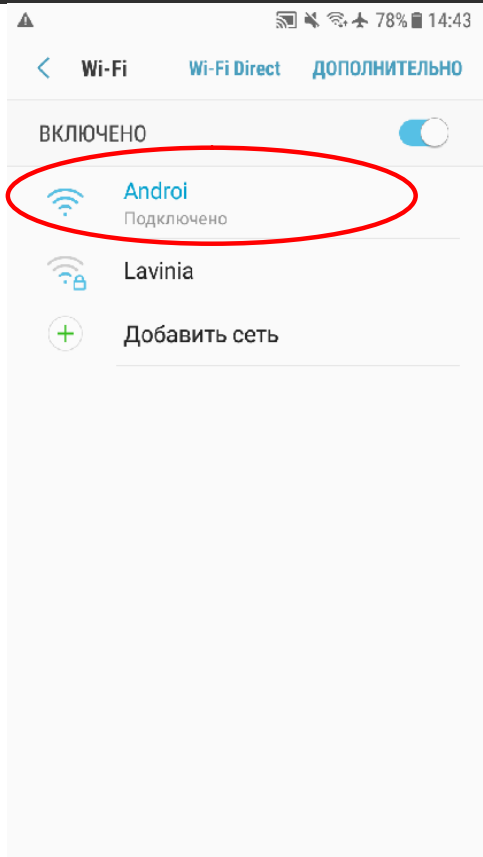 78% 14:43
Wi-Fi Wi-Fi Direct ДОПОЛНИТЕЛЬНО
ВКЛЮЧЕНО
Androi
Подключено
Lavinia
Добавить сеть